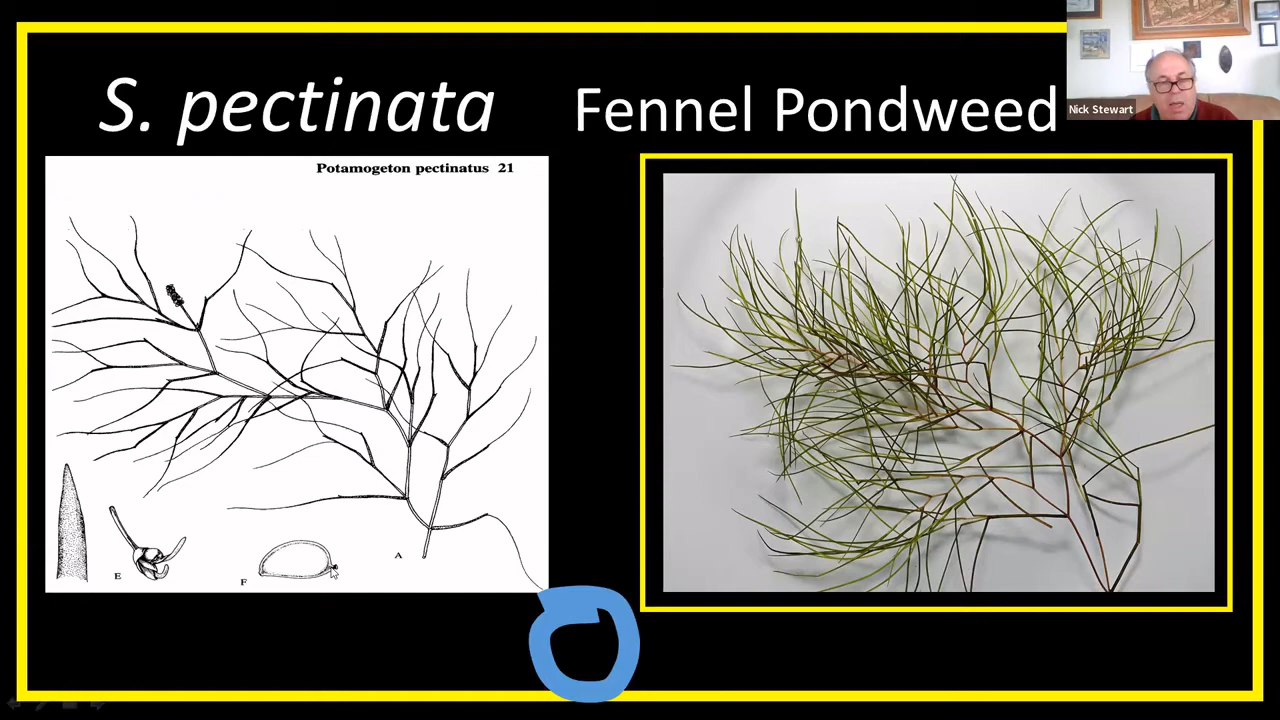 S. pectinata Fennel Pondweed
Nick Stewart
Potamogeton pectinatus 21
E
F
A